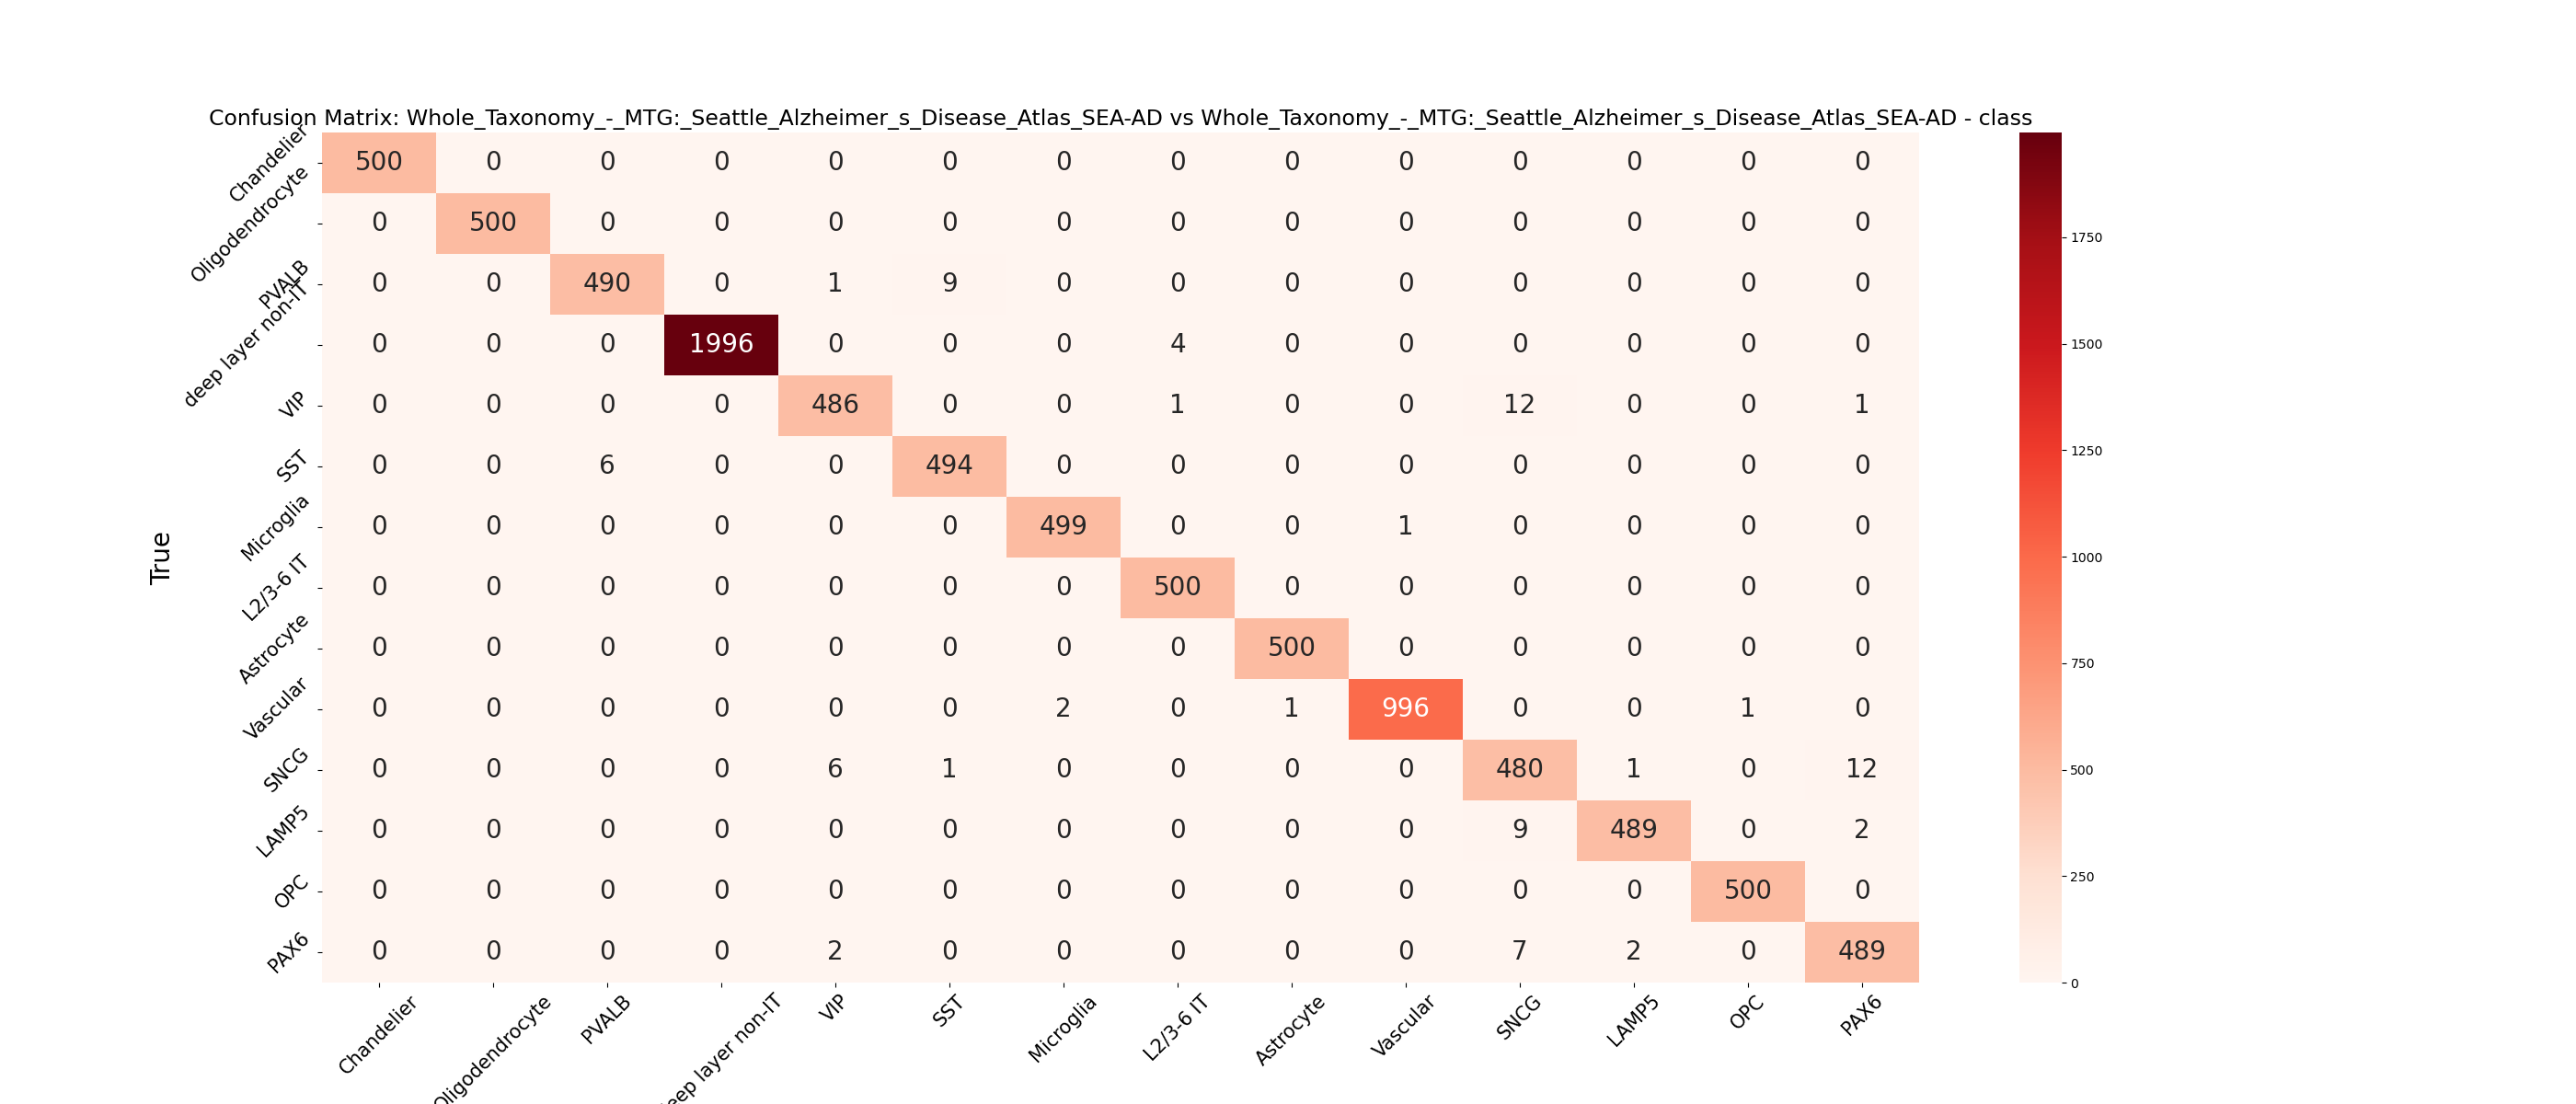 Confusion Matrix: Whole_Taxonomy_-_MTG:_Seattle_Alzheimer_s_Disease_Atlas_SEA-AD vs Whole_Taxonomy_-_MTG:_Seattle_Alzheimer_s_Disease_Atlas_SEA-AD - class
Chandelier 500 0 0 0 0 0 0 0 0 0 0 0 0 0
Oligodendrocyte 0 500 0 0 0 0 0 0 0 0 0 0 0 0
PVALB 0 0 490 0 1 9 0 0 0 0 0 0 0 0
deep layer non-IT 0 0 0 1996 0 0 0 4 0 0 0 0 0 0
VIP 0 0 0 0 486 0 0 1 0 0 12 0 0 1
SST 0 0 6 0 0 494 0 0 0 0 0 0 0 0
Microglia 0 0 0 0 0 0 499 0 0 1 0 0 0 0
L2/3-6 IT 0 0 0 0 0 0 0 500 0 0 0 0 0 0
Astrocyte 0 0 0 0 0 0 0 0 500 0 0 0 0 0
Vascular 0 0 0 0 0 0 2 0 1 996 0 0 1 0
SNCG 0 0 0 0 6 1 0 0 0 0 480 1 0 12
LAMP5 0 0 0 0 0 0 0 0 0 0 9 489 0 2
OPC 0 0 0 0 0 0 0 0 0 0 0 0 500 0
PAX6 0 0 0 0 2 0 0 0 0 0 7 2 0 489
True
Chandelier Oligodendrocyte PVALB eep layer non-IT VIP SST Microglia L2/3-6 IT Astrocyte Vascular SNCG LAMP5 OPC PAX6
1750
1500
1250
1000
750
500
250
0